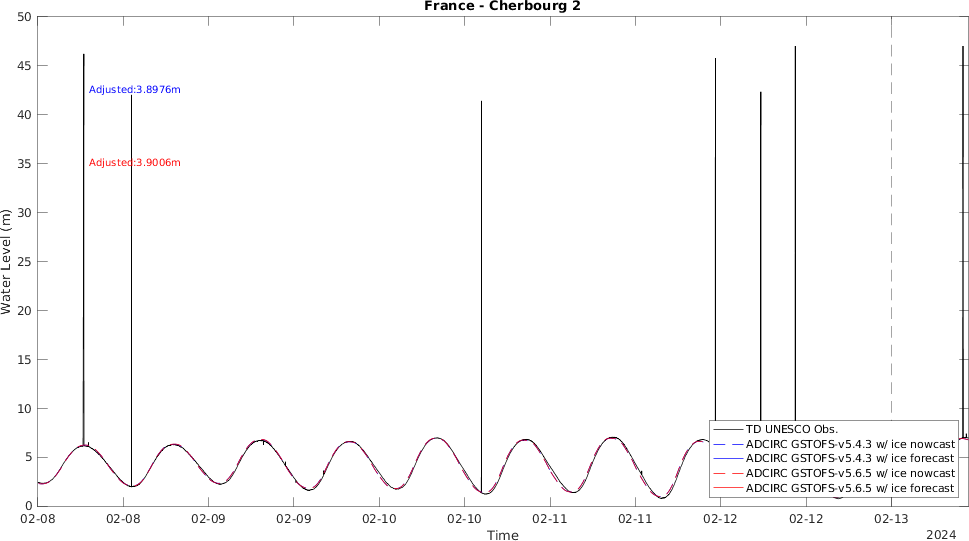 France - Cherbourg 2
50
45
40
35
30
25
20
15
10
5
0
Water Level (m)
Adjusted:3.8976m
Adjusted:3.9006m
TD UNESCO Obs.
ADCIRC GSTOFS-v5.4.3 w/ ice nowcast
ADCIRC GSTOFS-v5.4.3 w/ ice forecast
ADCIRC GSTOFS-v5.6.5 w/ ice nowcast
ADCIRC GSTOFS-v5.6.5 w/ ice forecast
02-08 02-08 02-09 02-09 02-10 02-10 02-11 02-11 02-12 02-12 02-13
Time
2024